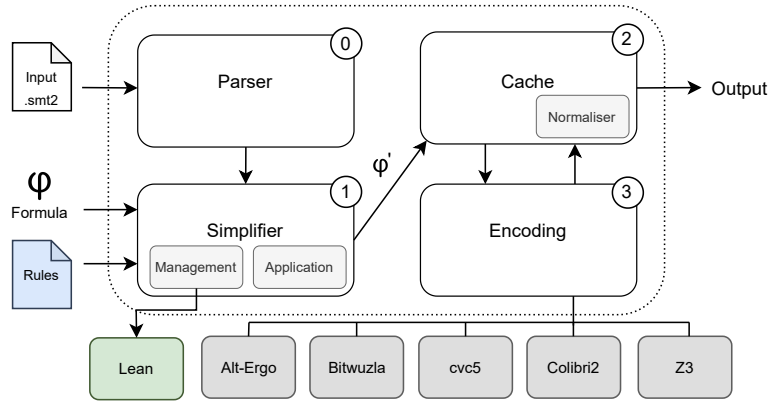 0
2
Input
.smt2
Parser
Cache
Output
Normaliser
φ'
φ
Formula
1
3
Simplifier
Encoding
Management
Application
Rules
Lean
Alt-Ergo
Bitwuzla
cvc5
Colibri2
Z3